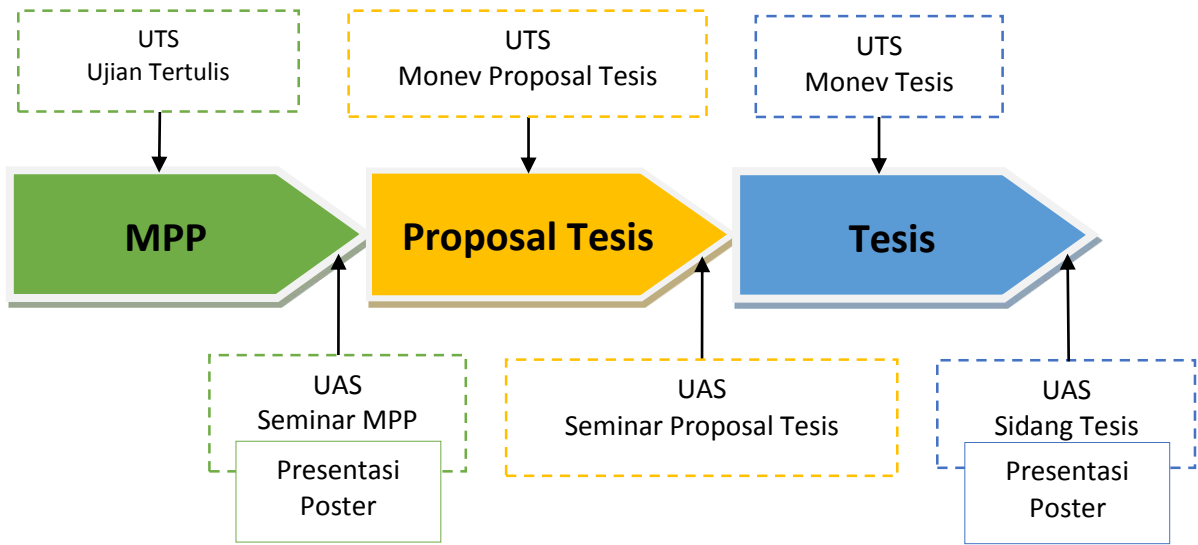 UTS
Ujian Tertulis
UTS
Monev Proposal Tesis
UTS
Monev Tesis
MPP
Proposal Tesis
Tesis
UAS
Seminar MPP
Presentasi
Poster
UAS
Seminar Proposal Tesis
UAS
Sidang Tesis
Presentasi
Poster